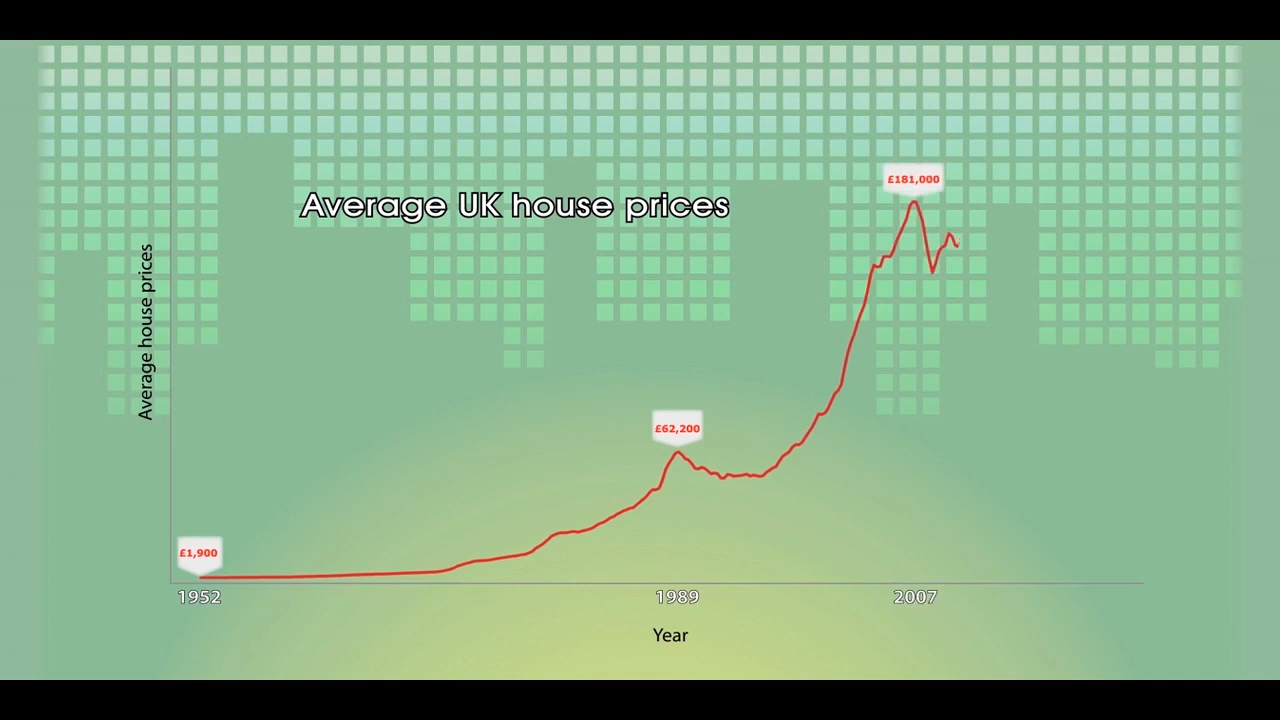 £181,000
Average UK house prices
Average house prices
£62,200
£1,900
1952
1989
2007
Year